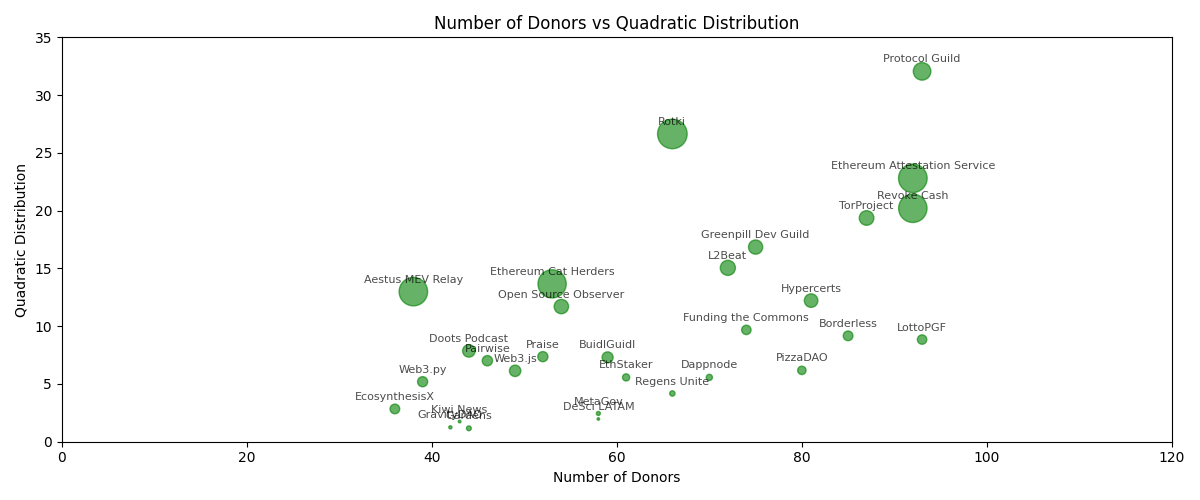 Number of Donors vs Quadratic Distribution
35
Protocol Guild
30
Rotki
25
Ethereum Attestation Service
Revoke Cash
20
TorProject
Greenpill Dev Guild
L2Beat
15
Ethereum Cat Herders
Aestus MEV Relay
Open Source Observer
Hypercerts
Funding the Commons
10
Borderless
LottoPGF
Doots Podcast
Praise
BuidlGuidl
Pairwise
Web3.js
PizzaDAO
EthStaker
Dappnode
Web3.py
5
Regens Unite
EcosynthesisX
MetaGov
DeSci LATAM
Kiwi News
GravityDAO
Gardens
0
0
20
40
60
80
100
120
Number of Donors
Quadratic Distribution